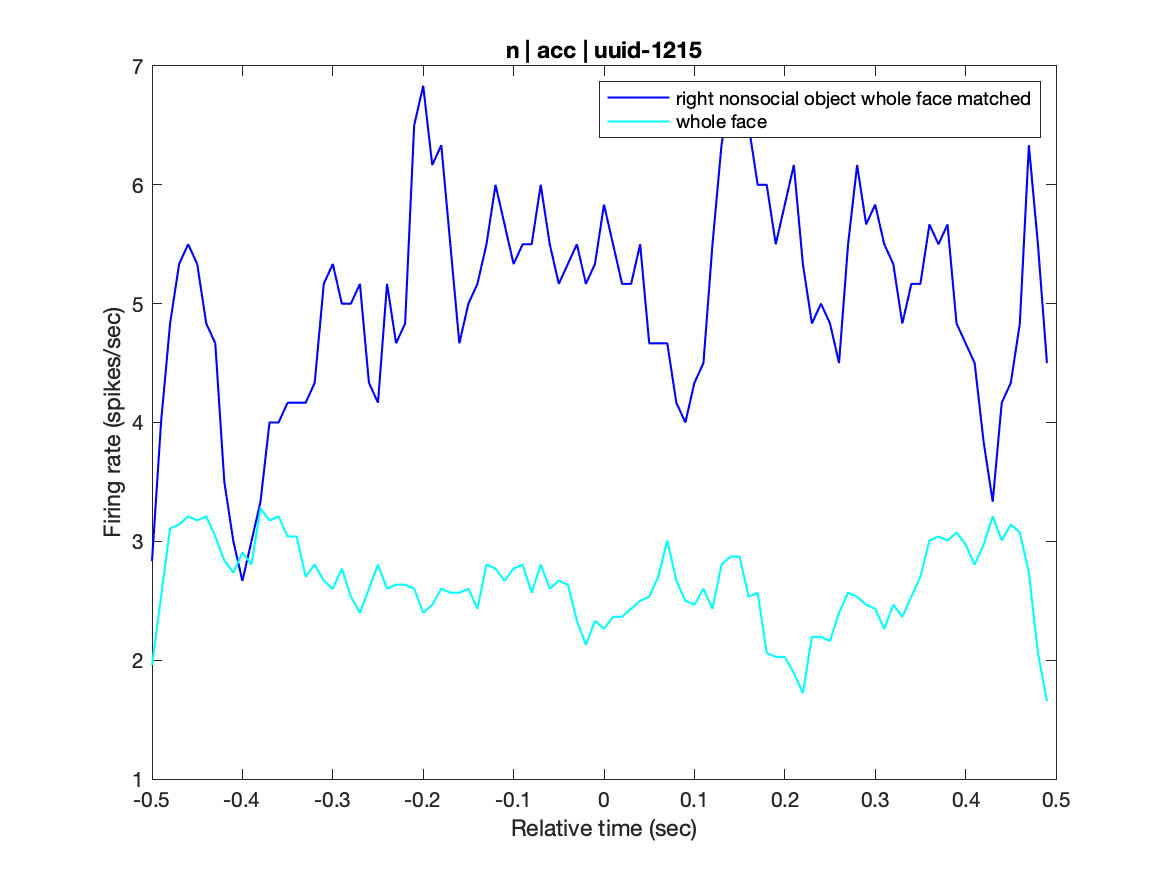 n | acc | uuid-1215
right nonsocial object whole face matched
whole face
Firing rate (spikes/sec)
7
6
5
4
3
2
1
-0.5 -0.4 -0.3 -0.2 -0.1 0 0.1 0.2 0.3 0.4 0.5
Relative time (sec)